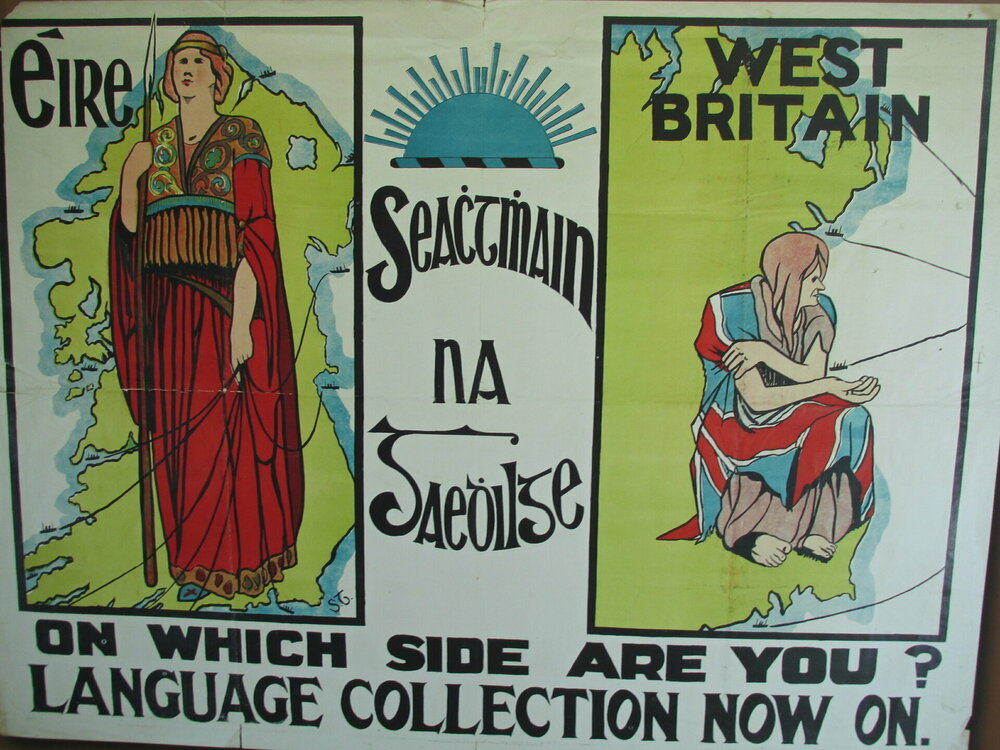 éire
WEST
BRITAIN
Seaċtṁain
na
Gaeḋilge
ON WHICH SIDE ARE YOU ?
LANGUAGE COLLECTION NOW ON.